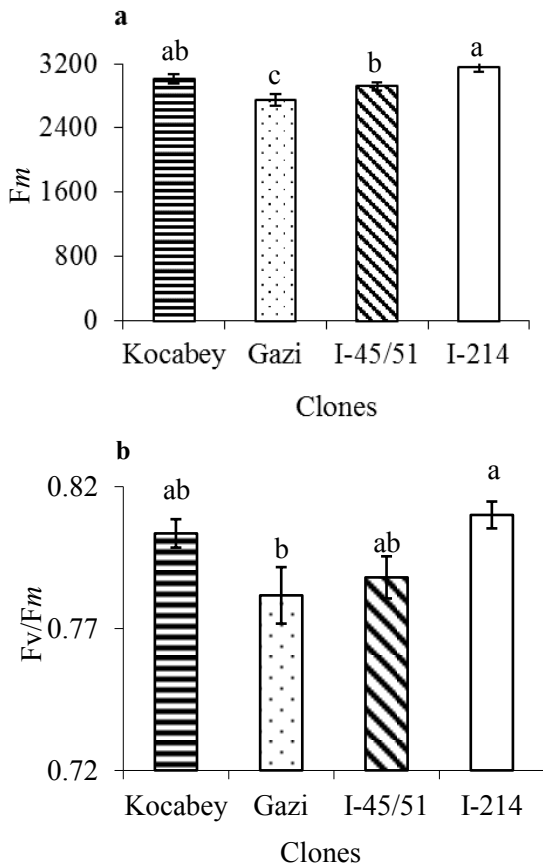 a
ab
c
b
a
3200
2400
1600
800
0
Fm
Kocabey Gazi I-45/51 I-214
Clones
b
ab
b
ab
a
0.82
0.77
0.72
Fv/Fm
Kocabey Gazi I-45/51 I-214
Clones